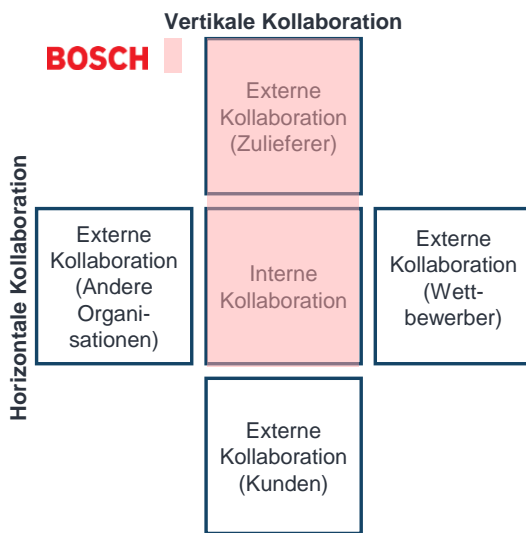 Vertikale Kollaboration
BOSCH
Externe
Kollaboration
(Zulieferer)
Horizontale Kollaboration
Externe
Kollaboration
(Andere
Organi-
sationen)
Interne
Kollaboration
Externe
Kollaboration
(Wett-
bewerber)
Externe
Kollaboration
(Kunden)